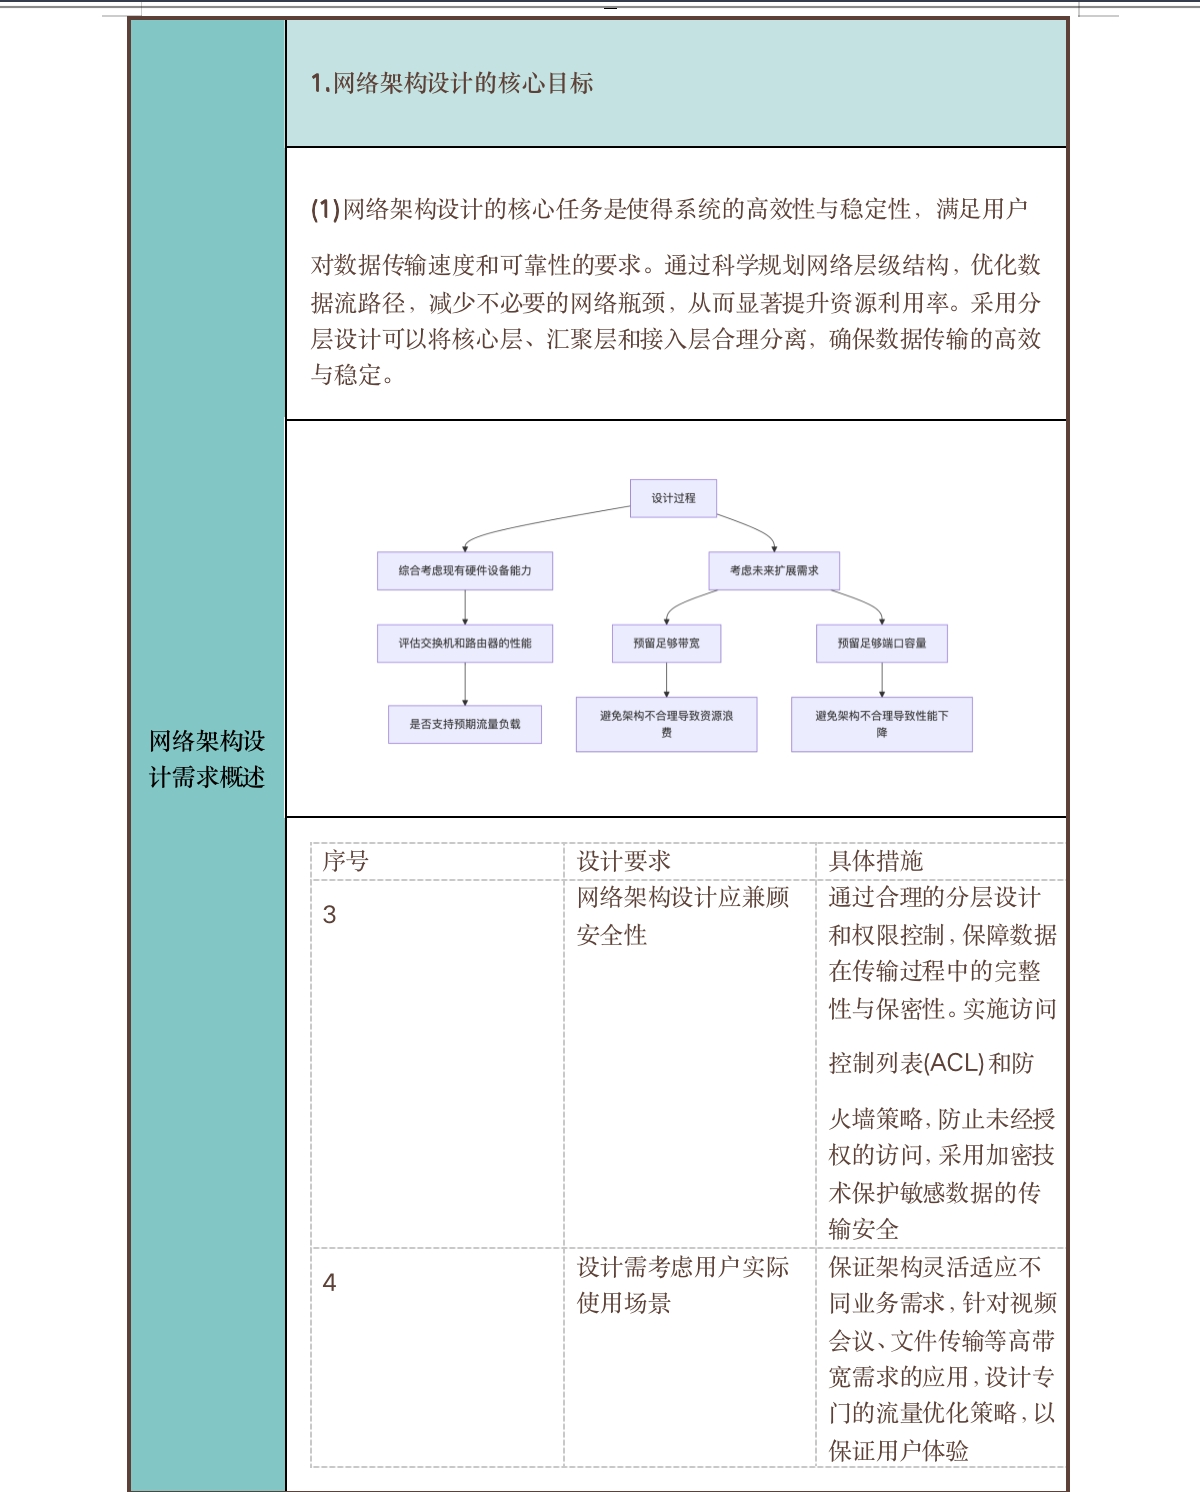 1.网络架构设计的核心目标
(1)网络架构设计的核心任务是使得系统的高效性与稳定性，满足用户
对数据传输速度和可靠性的要求。通过科学规划网络层级结构，优化数
据流路径，减少不必要的网络瓶颈，从而显著提升资源利用率。采用分
层设计可以将核心层、汇聚层和接入层合理分离，确保数据传输的高效
与稳定。
设计过程
综合考虑现有硬件设备能力
考虑未来扩展需求
评估交换机和路由器的性能
预留足够带宽
预留足够端口容量
是否支持预期流量负载
避免架构不合理导致资源浪
费
避免架构不合理导致性能下
降
网络架构设
计需求概述
序号
设计要求
具体措施
3
网络架构设计应兼顾
安全性
通过合理的分层设计
和权限控制，保障数据
在传输过程中的完整
性与保密性。实施访问
控制列表(ACL)和防
火墙策略，防止未经授
权的访问，采用加密技
术保护敏感数据的传
输安全
4
设计需考虑用户实际
使用场景
保证架构灵活适应不
同业务需求，针对视频
会议、文件传输等高带
宽需求的应用，设计专
门的流量优化策略，以
保证用户体验